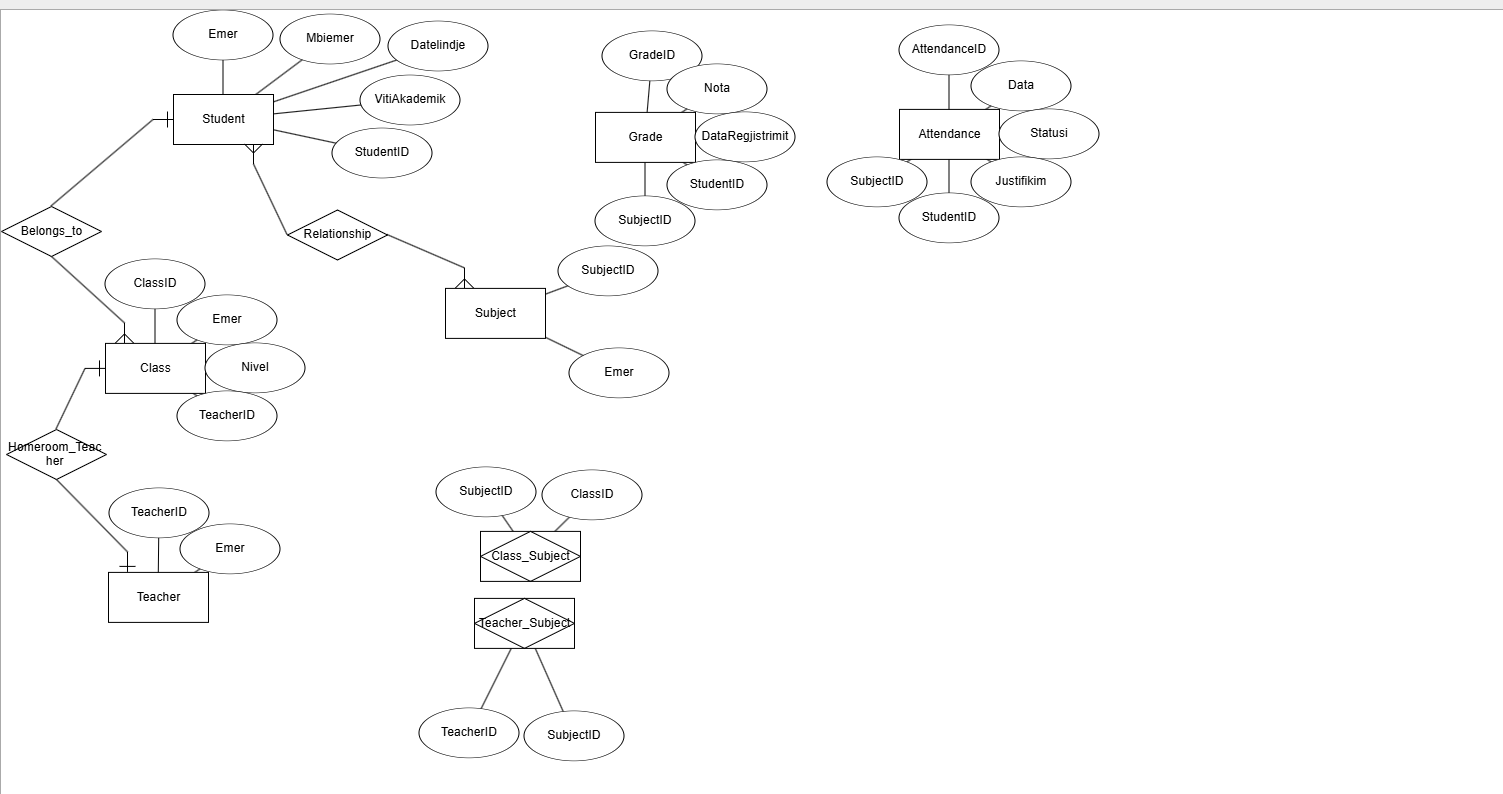 Emer
Mbiemer
Datelindje
VitiAkademik
StudentID
Student
GradeID
Nota
DataRegjistrimit
StudentID
SubjectID
Grade
AttendanceID
Data
Statusi
Justifikim
StudentID
SubjectID
Attendance
Belongs_to
Relationship
SubjectID
Subject
Emer
ClassID
Emer
Nivel
TeacherID
Class
Homeroom_Teac
her
TeacherID
Emer
Teacher
SubjectID
ClassID
Class_Subject
Teacher_Subject
TeacherID
SubjectID